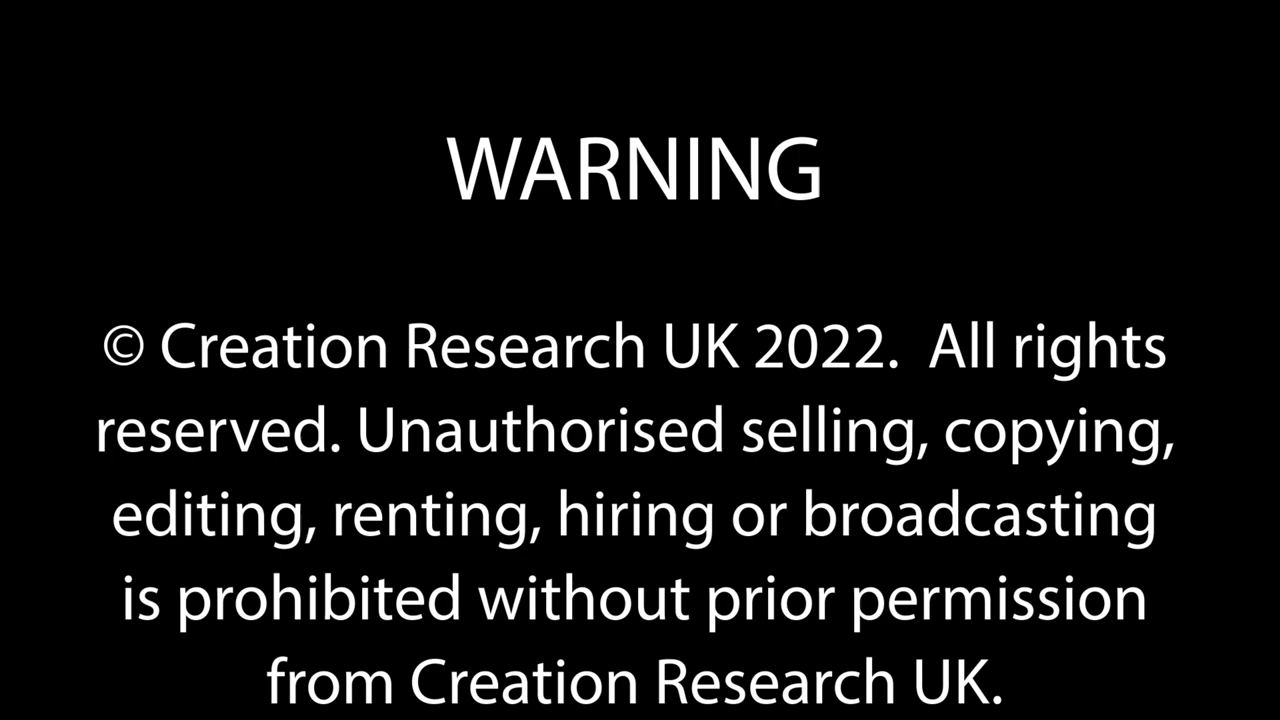 WARNING
© Creation Research UK 2022.  All rights
reserved. Unauthorised selling, copying,
editing, renting, hiring or broadcasting
is prohibited without prior permission
from Creation Research UK.